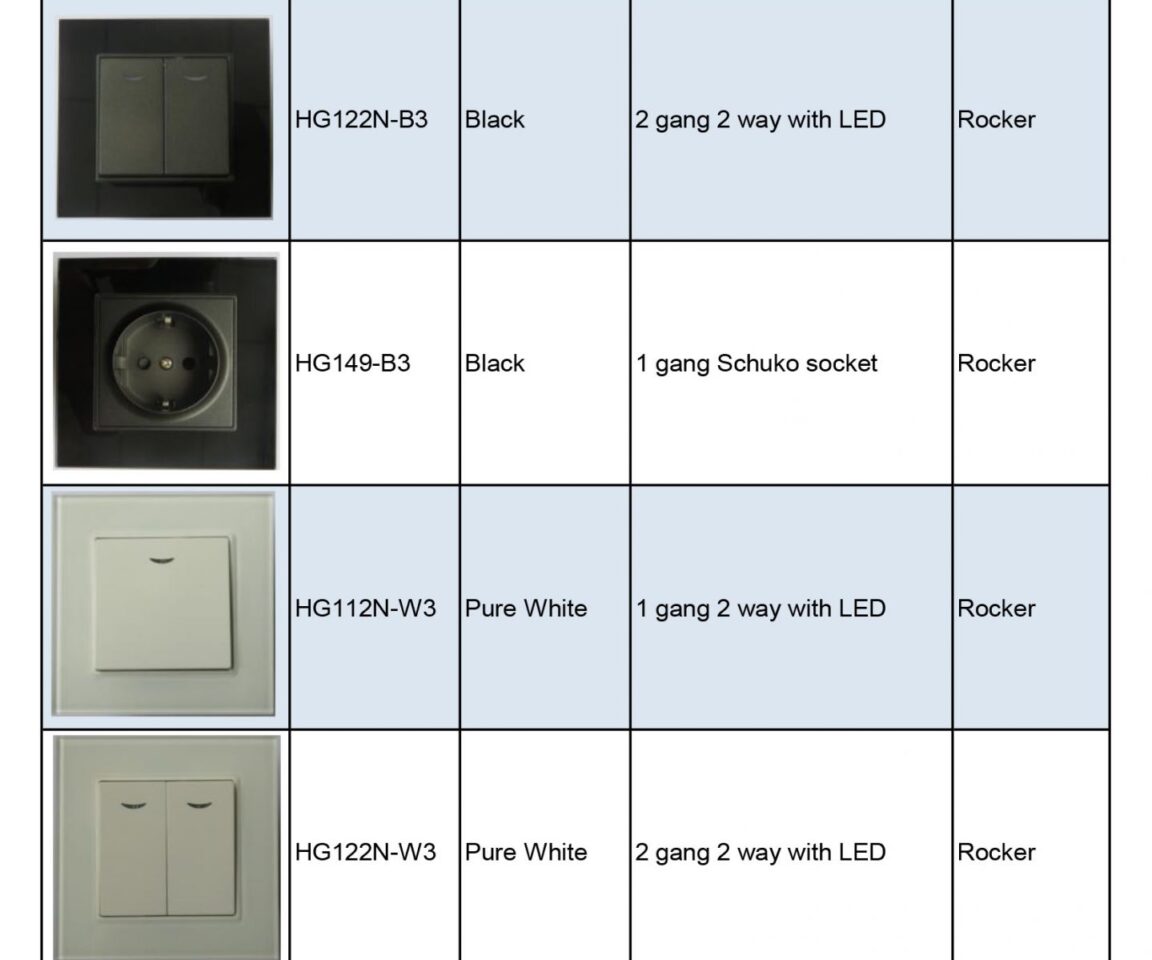 HG122N-B3 Black 2 gang 2 way with LED Rocker
HG149-B3 Black 1 gang Schuko socket Rocker
HG112N-W3 Pure White 1 gang 2 way with LED Rocker
HG122N-W3 Pure White 2 gang 2 way with LED Rocker